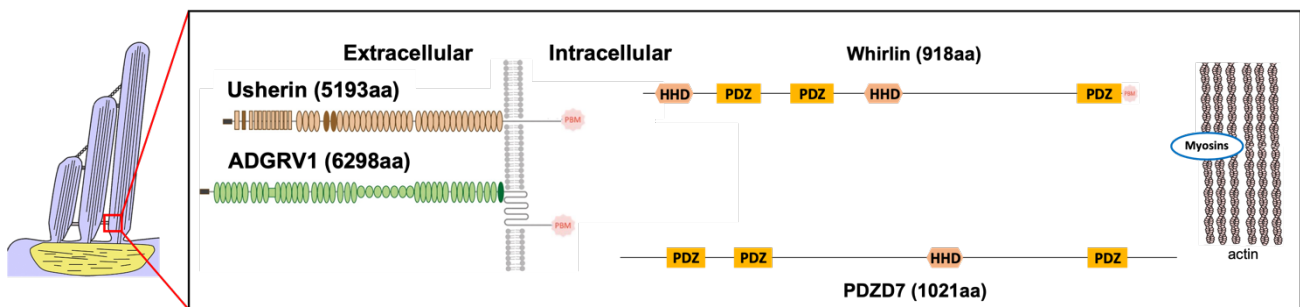 Extracellular Intracellular Whirlin (918aa)
Usherin (5193aa)
HHD PDZ PDZ HHD PDZ PBM
PBM
Myosins
ADGRV1 (6298aa)
PBM
PDZ PDZ HHD PDZ
actin
PDZD7 (1021aa)